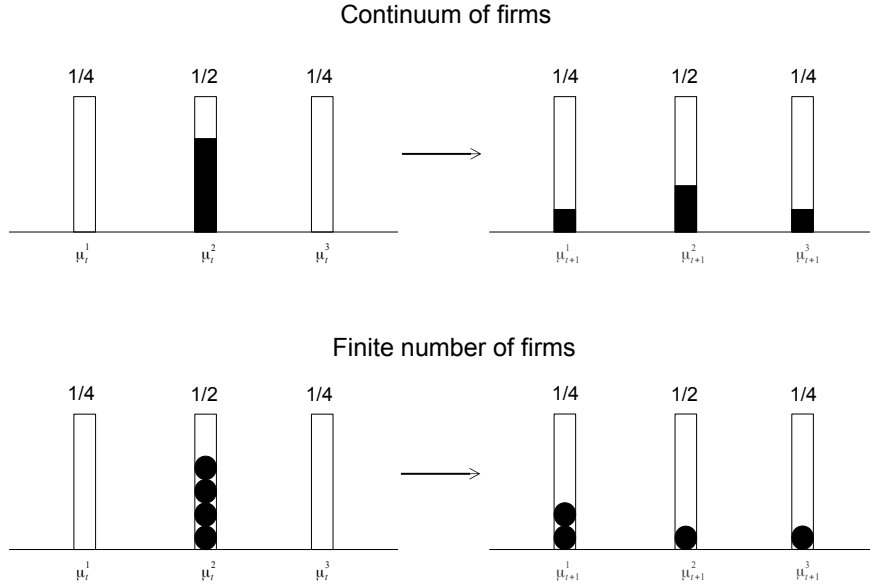 Continuum of firms
1/4 1/2 1/4 1/4 1/2 1/4
μ_t^1 μ_t^2 μ_t^3 μ_{t+1}^1 μ_{t+1}^2 μ_{t+1}^3
Finite number of firms
1/4 1/2 1/4 1/4 1/2 1/4
μ_t^1 μ_t^2 μ_t^3 μ_{t+1}^1 μ_{t+1}^2 μ_{t+1}^3